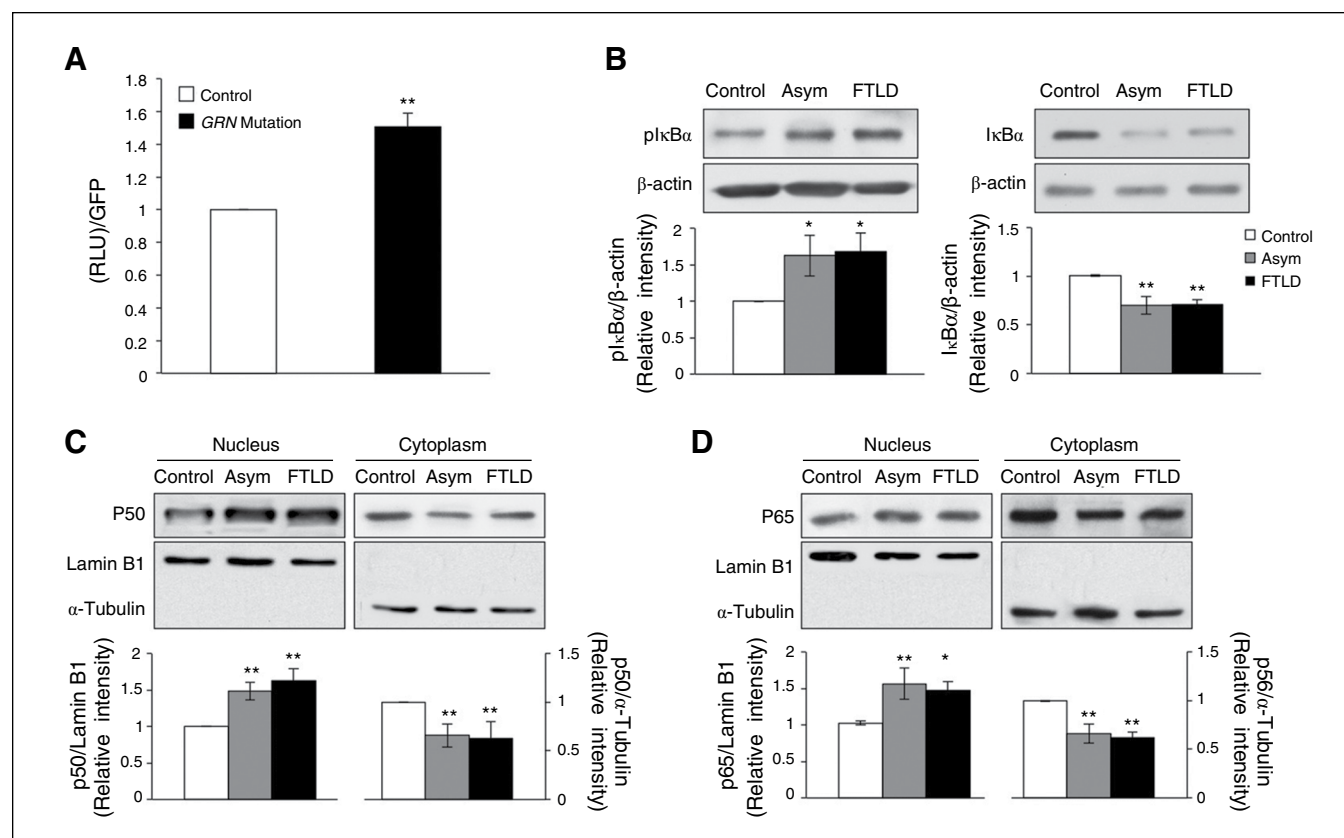 A
1.8
1.6
1.4
1.2
1
0.8
0.6
0.4
0.2
0
(RLU)/GFP
Control
GRN Mutation
**
B
Control Asym FTLD
pIκBα
β-actin
pIκBα/β-actin
(Relative intensity)
2
1.5
1
0.5
0
* *
Control Asym FTLD
IκBα
β-actin
IκBα/β-actin
(Relative intensity)
1.5
1
0.5
0
** **
Control
Asym
FTLD
C
Nucleus Cytoplasm
Control Asym FTLD Control Asym FTLD
P50
Lamin B1
α-Tubulin
p50/Lamin B1
(Relative intensity)
2
1.5
1
0.5
0
** **
** **
1.5
1
0.5
0
p50/α-Tubulin
(Relative intensity)
D
Nucleus Cytoplasm
Control Asym FTLD Control Asym FTLD
P65
Lamin B1
α-Tubulin
p65/Lamin B1
(Relative intensity)
2
1.5
1
0.5
0
** *
** **
1.5
1
0.5
0
p56/α-Tubulin
(Relative intensity)